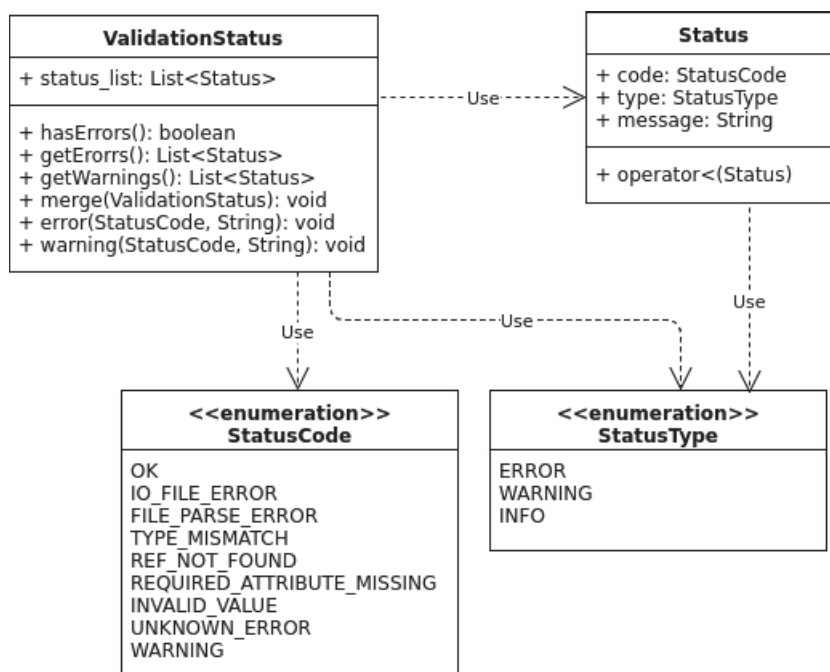 ValidationStatus
+ status_list: List<Status>
+ hasErrors(): boolean
+ getErorrs(): List<Status>
+ getWarnings(): List<Status>
+ merge(ValidationStatus): void
+ error(StatusCode, String): void
+ warning(StatusCode, String): void
Use
Status
+ code: StatusCode
+ type: StatusType
+ message: String
+ operator<(Status)
Use
Use
Use
<<enumeration>>
StatusCode
OK
IO_FILE_ERROR
FILE_PARSE_ERROR
TYPE_MISMATCH
REF_NOT_FOUND
REQUIRED_ATTRIBUTE_MISSING
INVALID_VALUE
UNKNOWN_ERROR
WARNING
<<enumeration>>
StatusType
ERROR
WARNING
INFO